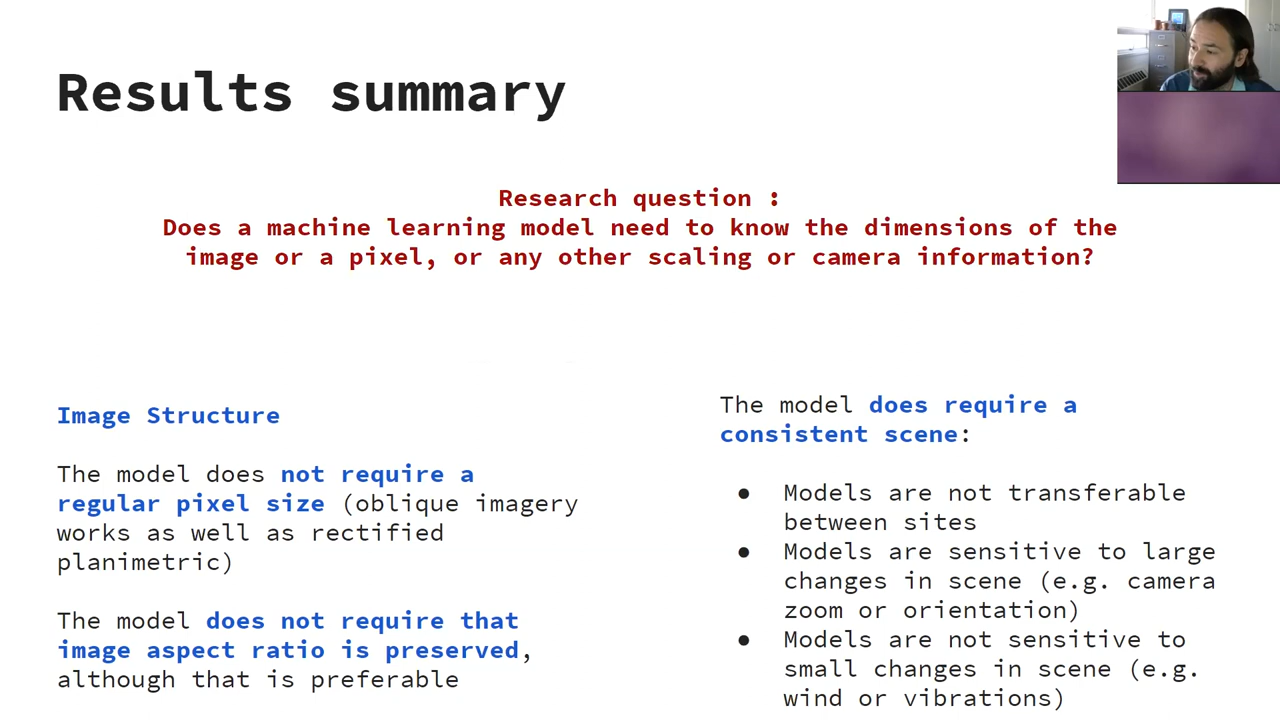 Results summary
Research question :
Does a machine learning model need to know the dimensions of the
image or a pixel, or any other scaling or camera information?
Image Structure
The model does not require a
regular pixel size (oblique imagery
works as well as rectified
planimetric)
The model does not require that
image aspect ratio is preserved,
although that is preferable
The model does require a
consistent scene:
● Models are not transferable
between sites
● Models are sensitive to large
changes in scene (e.g. camera
zoom or orientation)
● Models are not sensitive to
small changes in scene (e.g.
wind or vibrations)